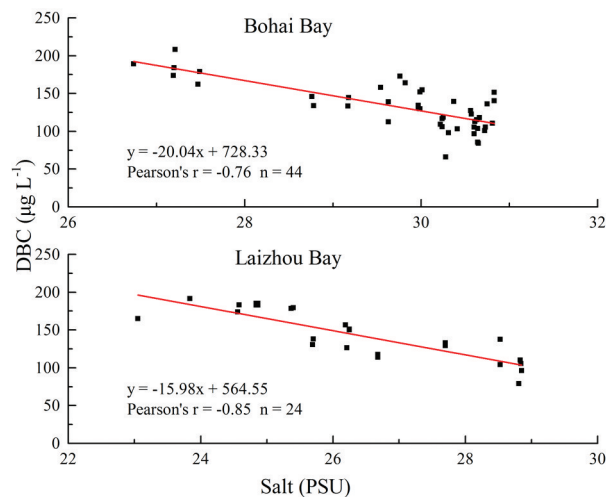 Bohai Bay
250
200
150
100
50
0
y = -20.04x + 728.33
Pearson's r = -0.76 n = 44
26 28 30 32
DBC (μg L⁻¹)
Laizhou Bay
250
200
150
100
50
0
y = -15.98x + 564.55
Pearson's r = -0.85 n = 24
22 24 26 28 30
Salt (PSU)